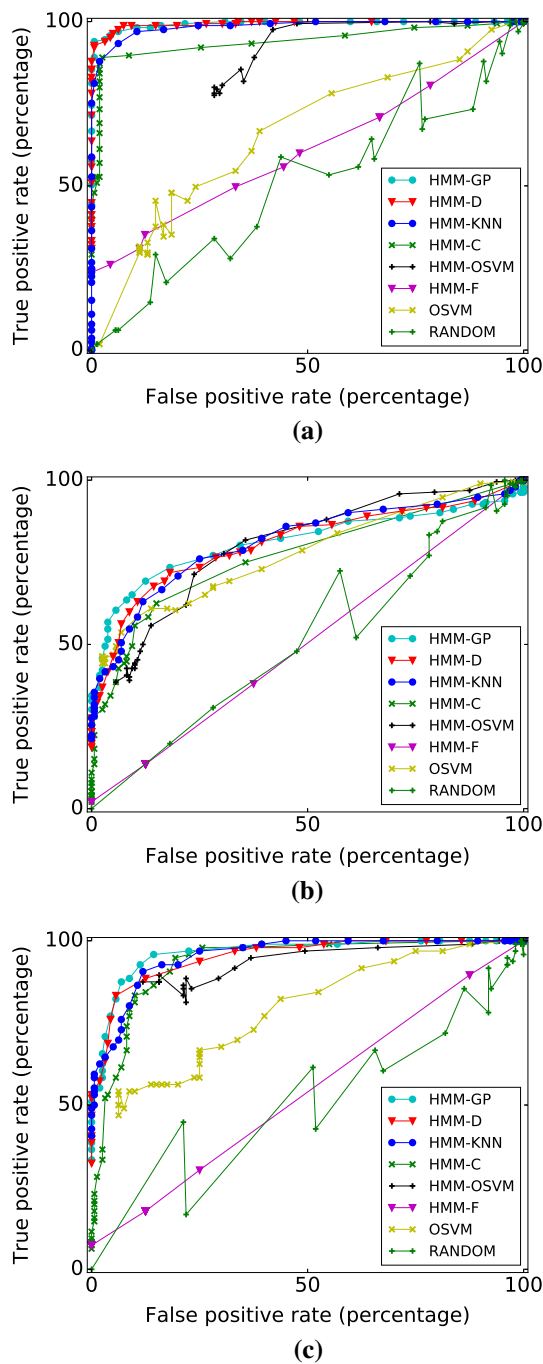 100
50
0
0
50
100
True positive rate (percentage)
False positive rate (percentage)
HMM-GP
HMM-D
HMM-KNN
HMM-C
HMM-OSVM
HMM-F
OSVM
RANDOM
(a)
100
50
0
0
50
100
True positive rate (percentage)
False positive rate (percentage)
HMM-GP
HMM-D
HMM-KNN
HMM-C
HMM-OSVM
HMM-F
OSVM
RANDOM
(b)
100
50
0
0
50
100
True positive rate (percentage)
False positive rate (percentage)
HMM-GP
HMM-D
HMM-KNN
HMM-C
HMM-OSVM
HMM-F
OSVM
RANDOM
(c)